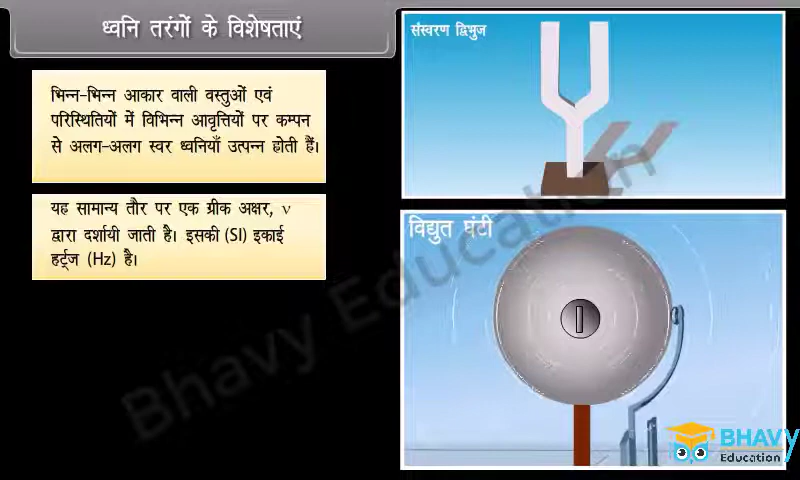 ध्वनि तरंगों के विशेषताएं
भिन्न-भिन्न आकार वाली वस्तुओं एवं
परिस्थितियों में विभिन्न आवृत्तियों पर कम्पन
से अलग-अलग स्वर ध्वनियाँ उत्पन्न होती हैं।
यह सामान्य तौर पर एक ग्रीक अक्षर, ν
द्वारा दर्शायी जाती है। इसकी (SI) इकाई
हर्ट्ज (Hz) है।
संस्वरण द्विभुज
विद्युत घंटी
Bhavy Education
BHAVY
Education